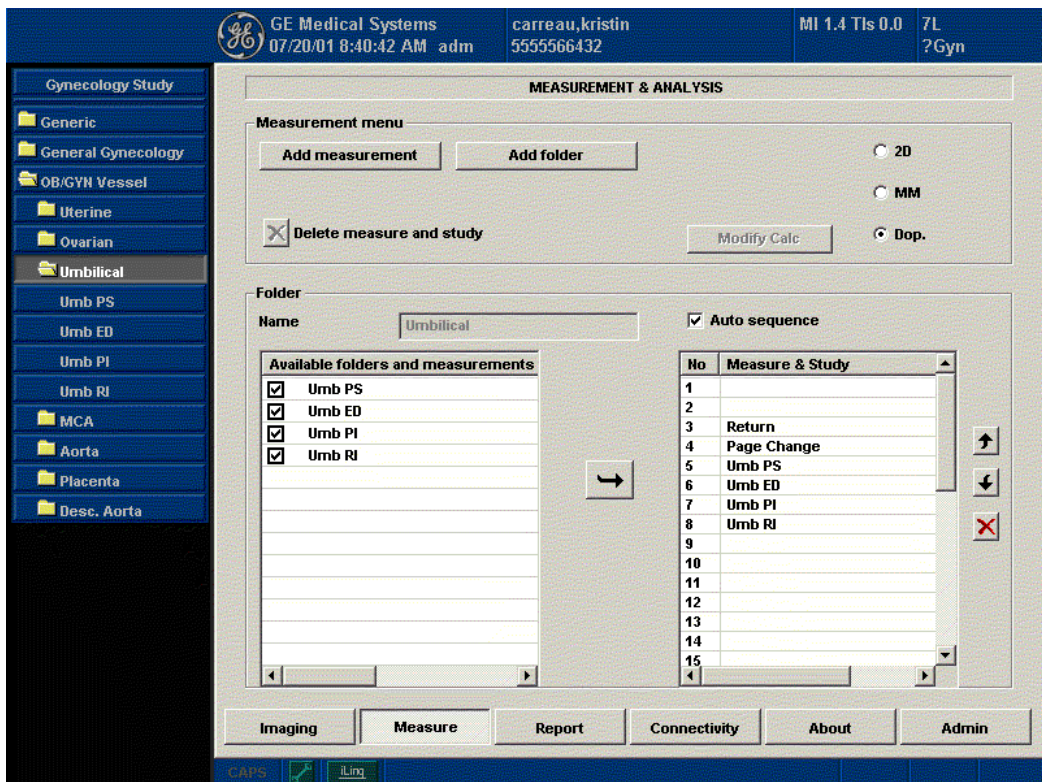 GE Medical Systems carreau,kristin MI 1.4 TIs 0.0 7L
07/20/01 8:40:42 AM adm 5555566432 ?Gyn
Gynecology Study
Generic
General Gynecology
OB/GYN Vessel
Uterine
Ovarian
Umbilical
Umb PS
Umb ED
Umb PI
Umb RI
MCA
Aorta
Placenta
Desc. Aorta
MEASUREMENT & ANALYSIS
Measurement menu
Add measurement Add folder 2D
MM
Delete measure and study Modify Calc Dop.
Folder
Name Umbilical Auto sequence
Available folders and measurements
Umb PS
Umb ED
Umb PI
Umb RI
No Measure & Study
1
2
3 Return
4 Page Change
5 Umb PS
6 Umb ED
7 Umb PI
8 Umb RI
9
10
11
12
13
14
15
Imaging Measure Report Connectivity About Admin
CAPS iLinq